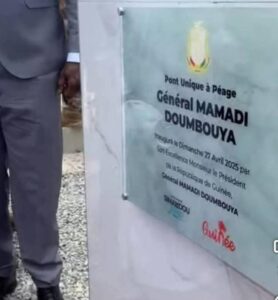 Pont Unique à Péage
Général MAMADI
DOUMBOUYA
Inauguré le Dimanche 27 Avril 2025 par
Son Excellence Monsieur le Président
De la République de Guinée,
Général MAMADI DOUMBOUYA
Guinée